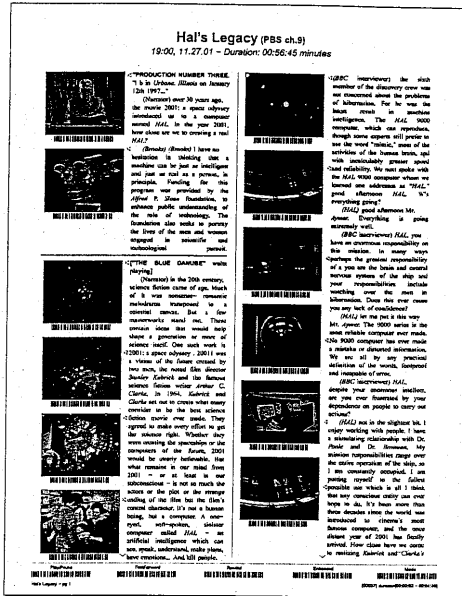 Hal's Legacy (PBS ch.9)
19:00, 11.27.01 – Duration: 00:56:45 minutes
<"PRODUCTION NUMBER THREE.
"I b in Urbana, Illinois on January
12th 1997..."
(Narrator) over 30 years ago,
the movie 2001: a space odyssey
introduced us to a computer
named HAL. in the year 2001,
how close are we to creating a real
HAL?
<(Brooks) (Brooks) I have no
hesitation in thinking that a
machine can be just as intelligent
and just as real as a person, in
principle. Funding for this
program was provided by the
Alfred P. Sloan foundation. to
enhance public understanding of
the role of technology. The
foundation also seeks to portray
the lives of the men and women
engaged in scientific and
technological pursuit.
<["THE BLUE DANUBE" waltz
playing]
(Narrator) in the 20th century,
science fiction came of age. Much
of it was nonsense— romantic
melodramas transposed to a
celestial canvas. But a few
masterworks stand out. These
contain ideas that would help
shape a generation or more of
science itself. One such work is
<2001: a space odyssey. 2001 was
a vision of the future created by
two men, the noted film director
Stanley Kubrick and the famous
science fiction writer Arthur C.
Clarke. in 1964, Kubrick and
Clarke set out to create what many
consider to be the best science
<fiction movie ever made. They
agreed to make every effort to get
the science right. Whether they
were running the spaceships or the
computers of the future, 2001
would be utterly believable. But
what remains in our mind from
2001 – or at least in our
subconscious – is not so much the
actors or the plot or the strange
<ending of the film but the film's
central character. it's not a human
being, but a computer. A one-
eyed, soft-spoken, sinister
computer called HAL – an
artificial intelligence which can
see, speak, understand, make plans,
have emotions... And kill people.
<(BBC interviewer) the sixth
member of the discovery crew was
not concerned about the problems
of hibernation. For he was the
latest result in machine
intelligence. The HAL 9000
computer, which can reproduce,
though some experts still prefer to
use the word "mimic," most of the
activities of the human brain, and
with incalculably greater speed
<and reliability. We next spoke with
the HAL 9000 computer whom we
learned one addresses as "HAL."
good afternoon HAL.
everything going?
(HAL) good afternoon Mr.
Aymer. Everything is going
extremely well.
(BBC interviewer) HAL, you
have an enormous responsibility on
this mission. In many ways
<perhaps the greatest responsibility
of a you are the brain and central
nervous system of the ship and
your responsibilities include
watching over the men in
hibernation. Does this ever cause
you any lack of confidence?
(HAL) let me put it this way
Mr. Aymer. The 9000 series is the
most reliable computer ever made.
<No 9000 computer has ever made
a mistake or distorted information.
We are all by any practical
definition of the words, foolproof
and incapable of error.
(BBC interviewer) HAL,
despite your enormous intellect,
are you ever frustrated by your
dependence on people to carry out
actions?
<(HAL) not in the slightest bit. I
enjoy working with people. I have
a stimulating relationship with Dr.
Poole and Dr. Bowman. My
mission responsibilities range over
the entire operation of the ship, so
I am constantly occupied. I am
putting myself to the fullest
<possible use which is all I think
that any conscious entity can ever
hope to do. It's been more than
three decades since the world was
introduced to cinema's most
famous computer, and the once
distant year of 2001 has finally
arrived. How close have we come
to realizing Kubrick and Clarke's
Play/Pause
Rewind
Hal's Legacy – pg 1